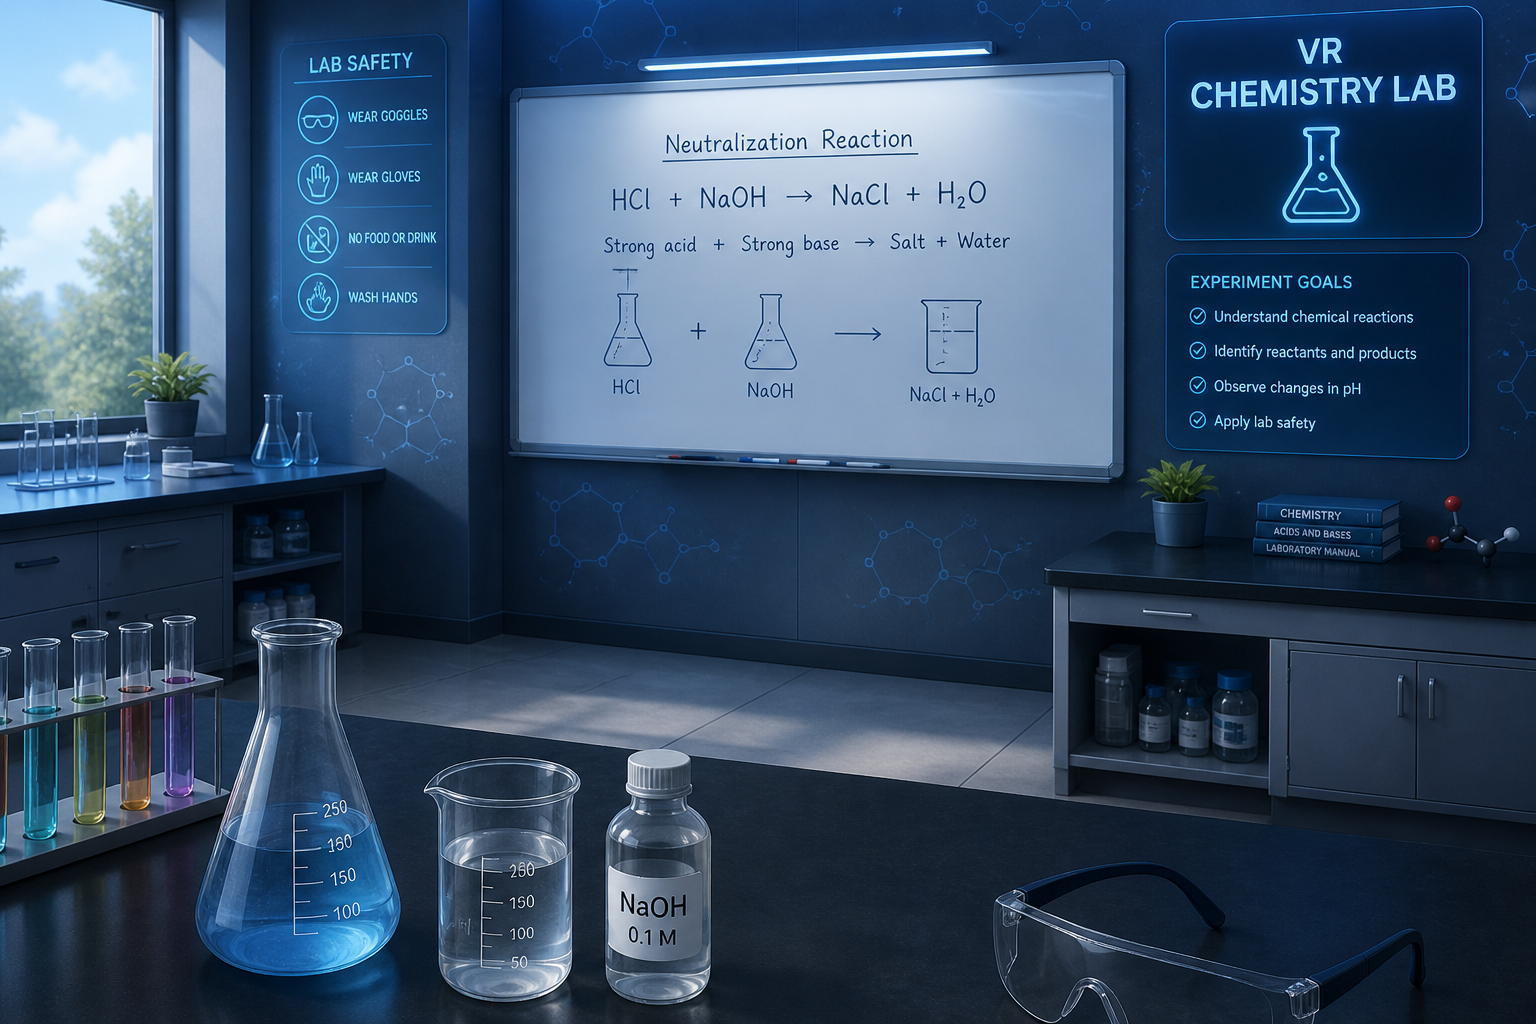 LAB SAFETY
WEAR GOGGLES
WEAR GLOVES
NO FOOD OR DRINK
WASH HANDS
Neutralization Reaction
HCl + NaOH → NaCl + H₂O
Strong acid + Strong base → Salt + Water
+ →
HCl
NaOH
NaCl + H₂O
VR
CHEMISTRY LAB
EXPERIMENT GOALS
Understand chemical reactions
Identify reactants and products
Observe changes in pH
Apply lab safety
CHEMISTRY
ACIDS AND BASES
LABORATORY MANUAL
250
150
100
150
100
50
NaOH
0.1 M